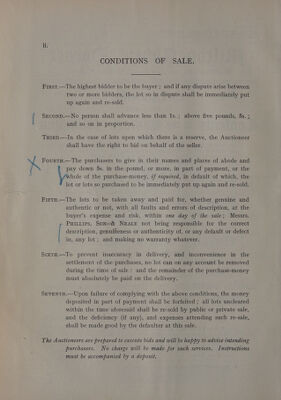 B.
CONDITIONS OF SALE.
FIRST.—The highest bidder to be the buyer; and if any dispute arise between
two or more bidders, the lot so in dispute shall be immediately put
up again and re-sold.
SECOND.—No person shall advance less than 1s.; above five pounds, 5s.;
and so on in proportion.
THIRD.—In the case of lots upon which there is a reserve, the Auctioneer
shall have the right to bid on behalf of the seller.
FOURTH.—The purchasers to give in their names and places of abode and
pay down 5s. in the pound, or more, in part of payment, or the
whole of the purchase-money, if required, in default of which, the
lot or lots so purchased to be immediately put up again and re-sold.
FIFTH.—The lots to be taken away and paid for, whether genuine and
authentic or not, with all faults and errors of description, at the
buyer's expense and risk, within one day of the sale; Messrs.
PHILLIPS, SON & NEALE not being responsible for the correct
description, genuineness or authenticity of, or any default or defect
in, any lot; and making no warranty whatever.
SIXTH.—To prevent inaccuracy in delivery, and inconvenience in the
settlement of the purchases, no lot can on any account be removed
during the time of sale; and the remainder of the purchase-money
must absolutely be paid on the delivery.
SEVENTH.—Upon failure of complying with the above conditions, the money
deposited in part of payment shall be forfeited; all lots uncleared
within the time aforesaid shall be re-sold by public or private sale,
and the deficiency (if any), and expenses attending such re-sale,
shall be made good by the defaulter at this sale.
The Auctioneers are prepared to execute bids and will be happy to advise intending
purchasers. No charge will be made for such services. Instructions
must be accompanied by a deposit.